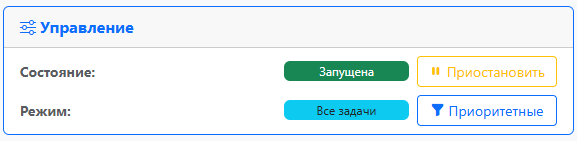 Управление
Состояние: Запущена Приостановить
Режим: Все задачи Приоритетные